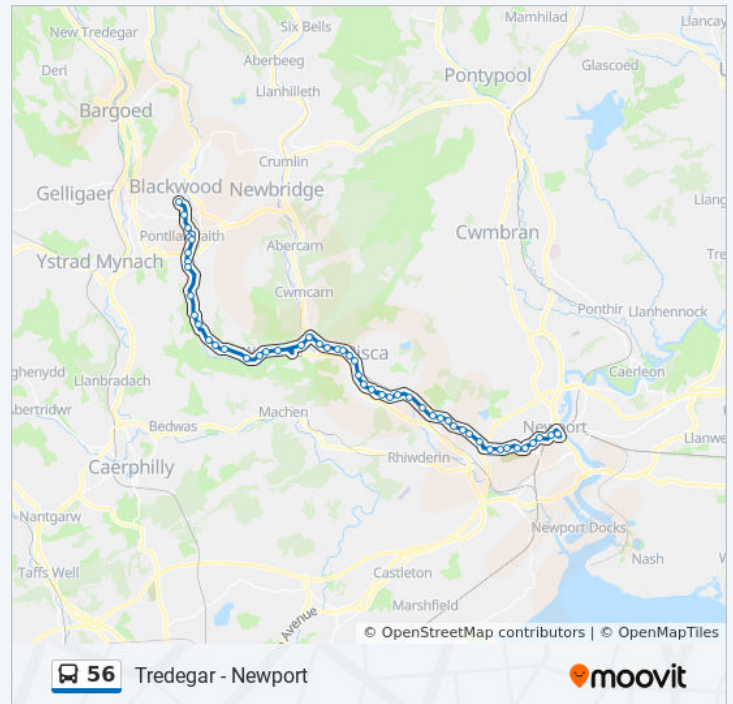 Mamhilad
Llancay
New Tredegar
Six Bells
Aberbeeg
Glascoed
Deri
Pontypool
Llanhilleth
Bargoed
Crumlin
Gelligaer
Blackwood
Newbridge
Llang
Cwmbran
Abercarn
Tre
Ystrad Mynach
Cwmcarn
Ponthir
Llanhennock
isca
ghenydd
Caerleon
Llanbradach
Abertridwr
Machen
Bedwas
Newport
Llanwe
Rhiwderin
Caerphilly
Nantgarw
Newport Docks
Nash
Taffs Well
Castleton
Marshfield
Avenue
© OpenStreetMap contributors | © OpenMapTiles
56 Tredegar - Newport
moovit